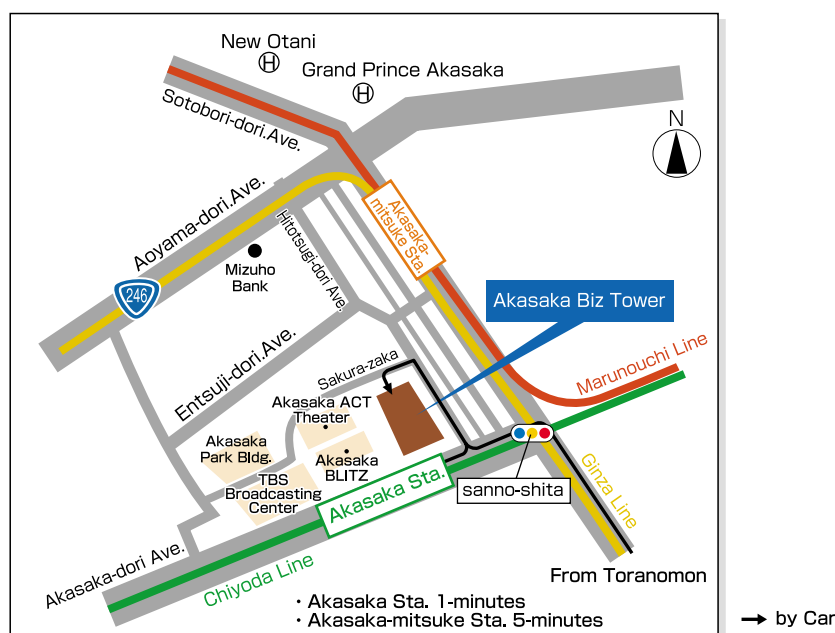 New Otani
H
Grand Prince Akasaka
H
Sotobori-dori.Ave.
N
Aoyama-dori.Ave.
Akasaka-
mitsuke Sta.
Hitotsugi-dori Ave.
Mizuho
Bank
246
Akasaka Biz Tower
Entsuji-dori.Ave.
Sakura-zaka
Marunouchi Line
Akasaka ACT
Theater
Akasaka
Park Bldg.
Akasaka
BLITZ
TBS
Broadcasting
Center
Akasaka Sta.
sanno-shita
Ginza Line
Akasaka-dori Ave.
Chiyoda Line
From Toranomon
・Akasaka Sta. 1-minutes
・Akasaka-mitsuke Sta. 5-minutes
→ by Car